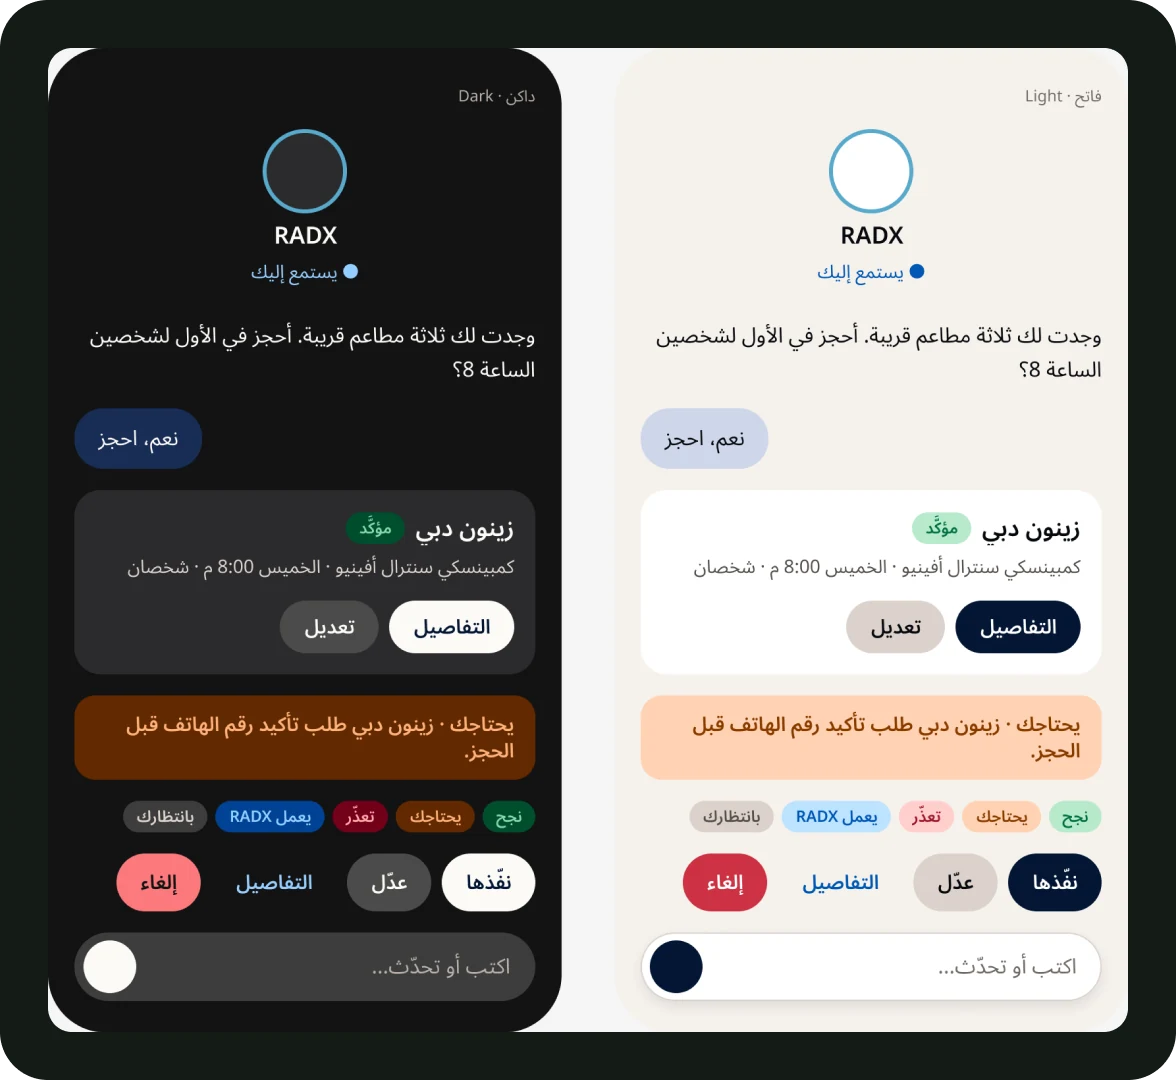 فاتح · Light
RADX
يستمع إليك
وجدت لك ثلاثة مطاعم قريبة. أحجز في الأول لشخصين
الساعة 8؟
نعم، احجز
زينون دبي
مؤكَّد
كمبينسكي سنترال أفينيو · الخميس 8:00 م · شخصان
التفاصيل
تعديل
يحتاجك · زينون دبي طلب تأكيد رقم الهاتف قبل
الحجز.
نجح
يحتاجك
تعذّر
يعمل RADX
بانتظارك
نفّذها
عدّل
التفاصيل
إلغاء
اكتب أو تحدّث...
داكن · Dark
RADX
يستمع إليك
وجدت لك ثلاثة مطاعم قريبة. أحجز في الأول لشخصين
الساعة 8؟
نعم، احجز
زينون دبي
مؤكَّد
كمبينسكي سنترال أفينيو · الخميس 8:00 م · شخصان
التفاصيل
تعديل
يحتاجك · زينون دبي طلب تأكيد رقم الهاتف قبل
الحجز.
نجح
يحتاجك
تعذّر
يعمل RADX
بانتظارك
نفّذها
عدّل
التفاصيل
إلغاء
اكتب أو تحدّث...